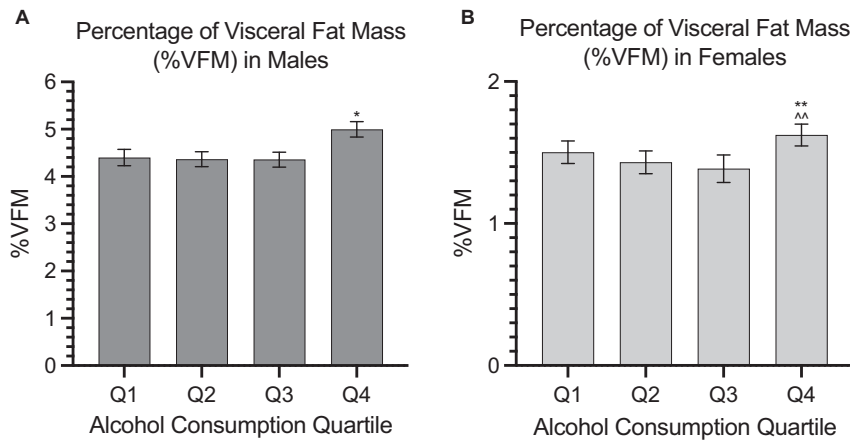 A
Percentage of Visceral Fat Mass
(%VFM) in Males
6
5
4
3
2
1
0
%VFM
*
Q1 Q2 Q3 Q4
Alcohol Consumption Quartile
B
Percentage of Visceral Fat Mass
(%VFM) in Females
2
1
0
%VFM
**
^^
Q1 Q2 Q3 Q4
Alcohol Consumption Quartile